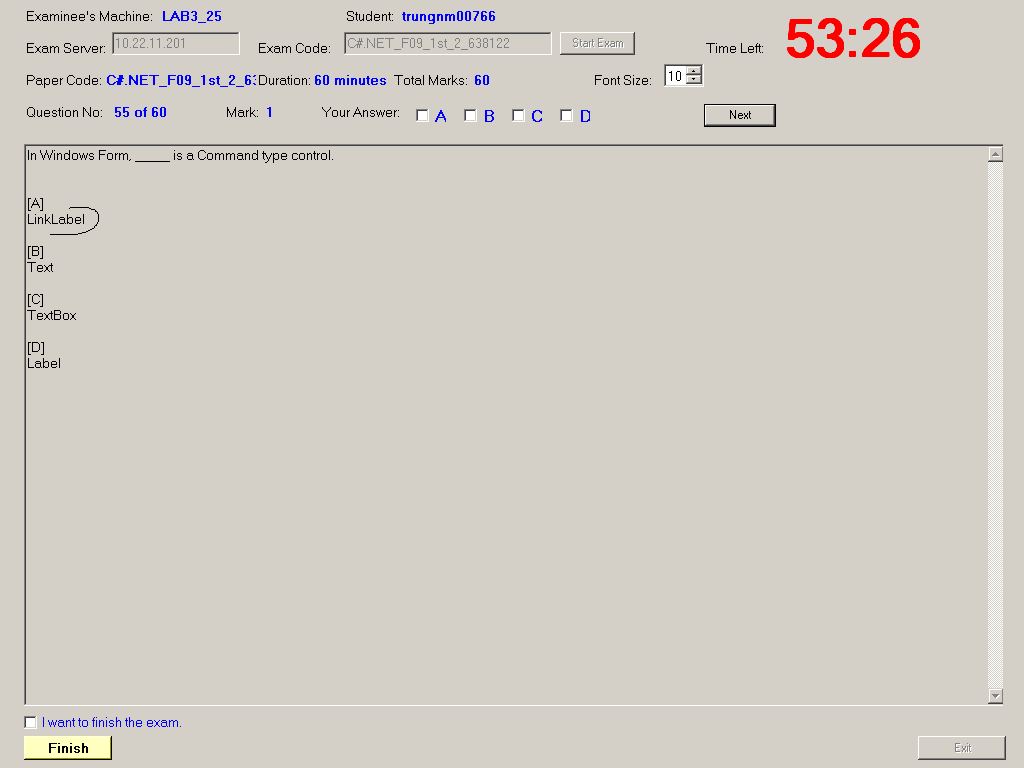 Examinee's Machine: LAB3_25 Student: trungnm00766
53:26
Exam Server: 10.22.11.201 Exam Code: C#.NET_F09_1st_2_638122 Start Exam Time Left:
Paper Code: C#.NET_F09_1st_2_6 Duration: 60 minutes Total Marks: 60 Font Size: 10
Question No: 55 of 60 Mark: 1 Your Answer: A B C D Next
In Windows Form, _____ is a Command type control.
[A]
LinkLabel
[B]
Text
[C]
TextBox
[D]
Label
I want to finish the exam.
Finish Exit